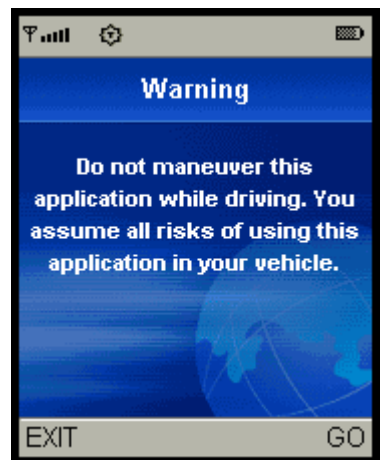 Warning
Do not maneuver this
application while driving. You
assume all risks of using this
application in your vehicle.
EXIT GO